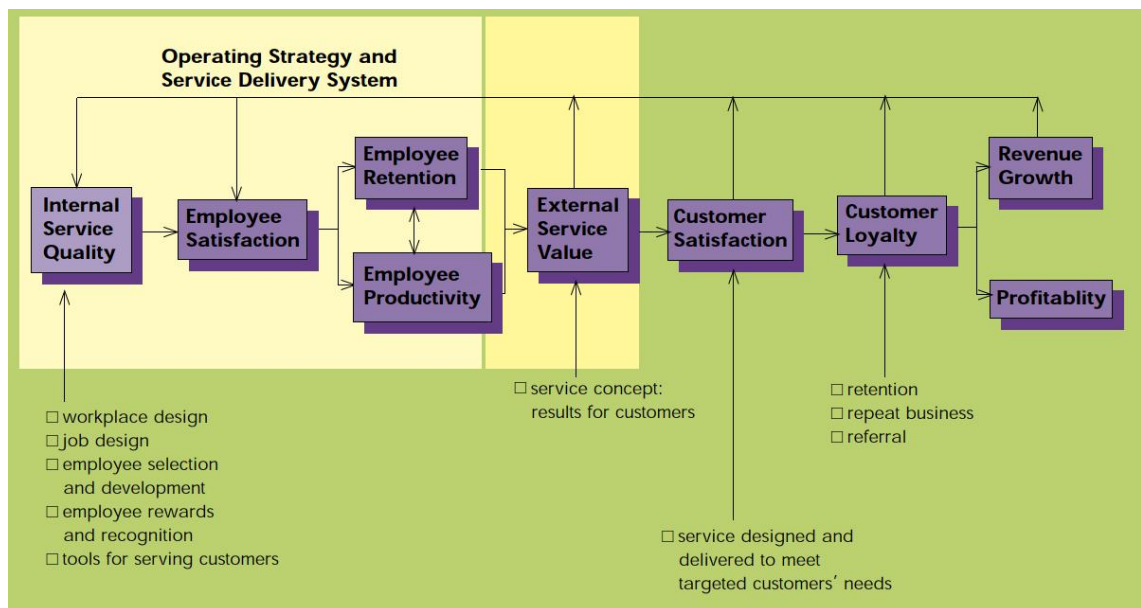 Operating Strategy and
Service Delivery System
Internal
Service
Quality
Employee
Satisfaction
Employee
Retention
Employee
Productivity
External
Service
Value
Customer
Satisfaction
Customer
Loyalty
Revenue
Growth
Profitablity
□ workplace design
□ job design
□ employee selection
and development
□ employee rewards
and recognition
□ tools for serving customers
□ service concept:
results for customers
□ service designed and
delivered to meet
targeted customers’ needs
□ retention
□ repeat business
□ referral